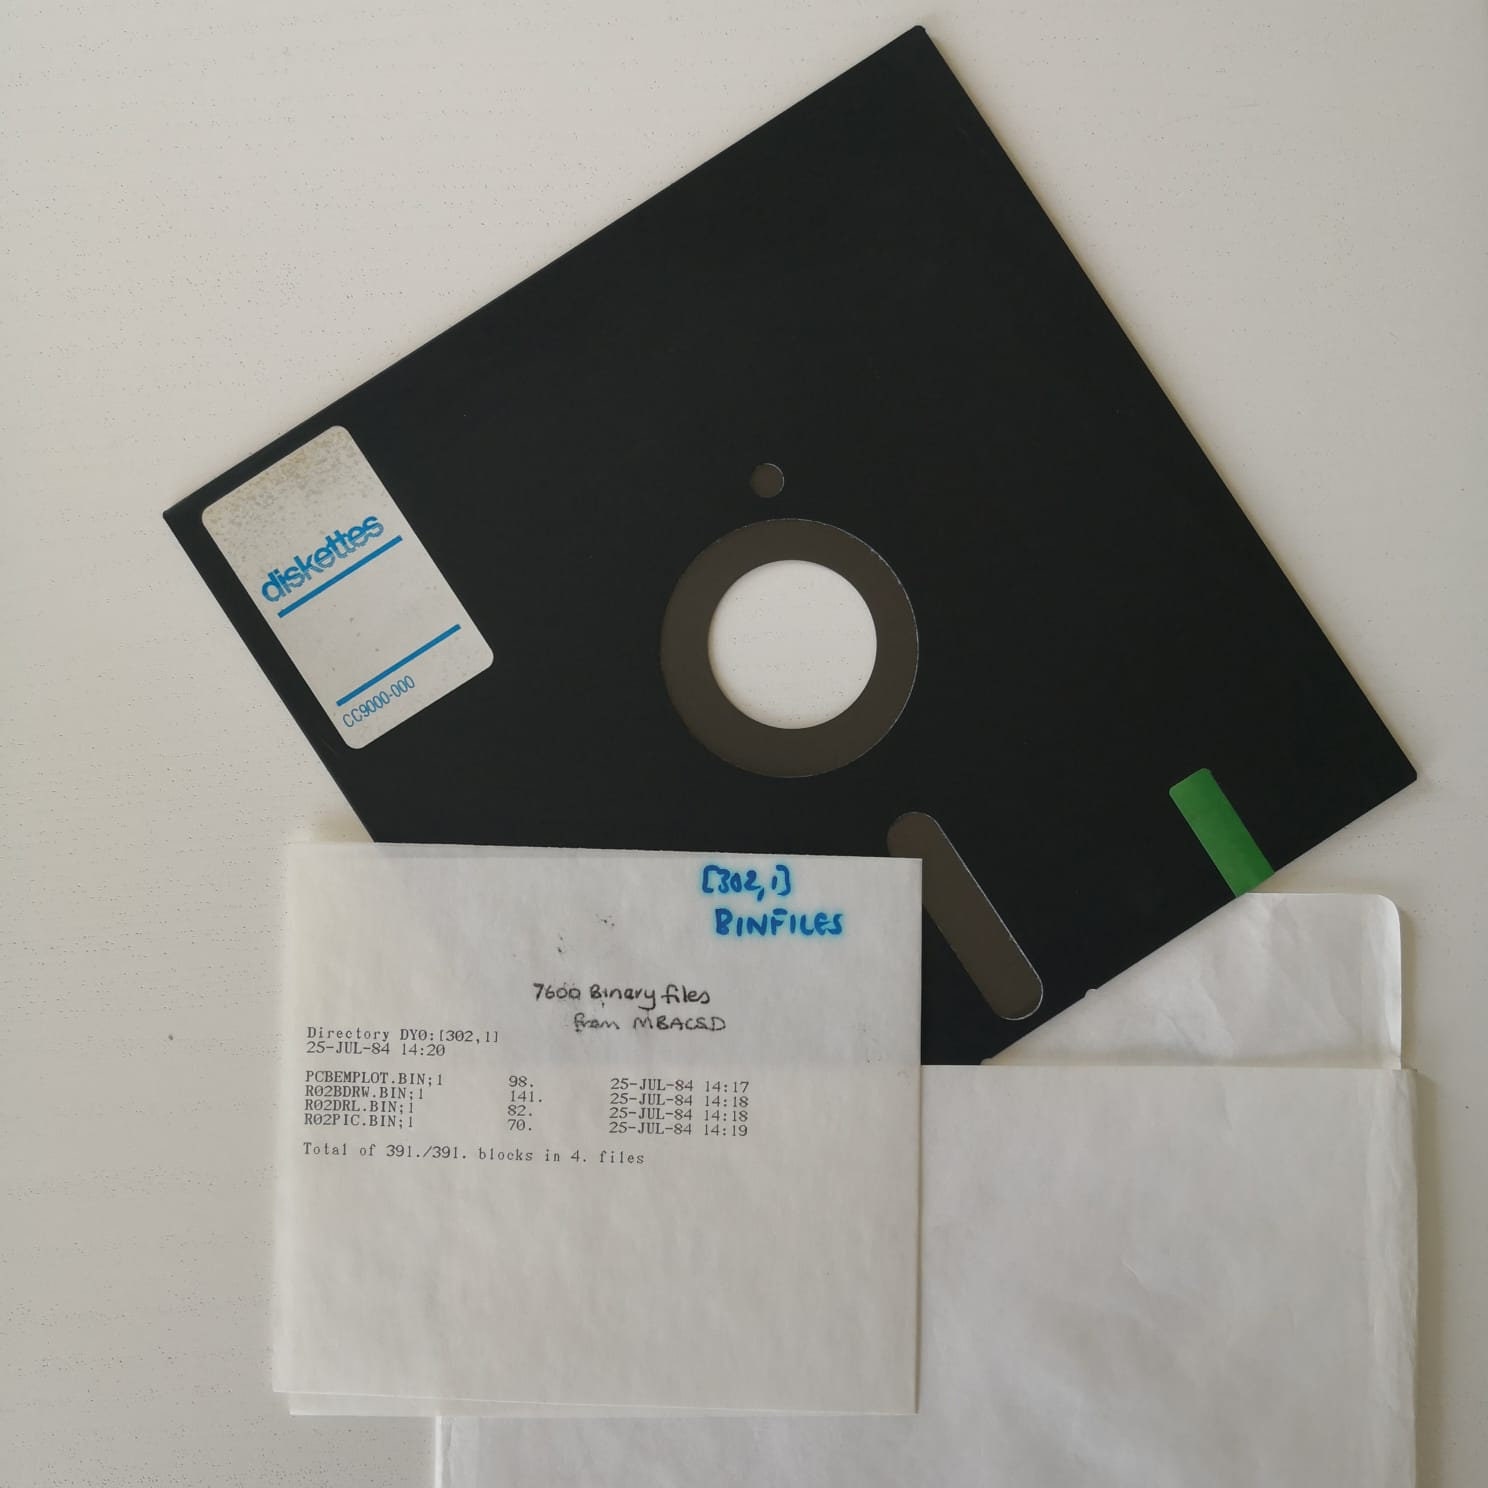 diskettes
CC9000-000
[302,1]
BINFILES
7600 Binary files
from MBACSD
Directory DY0:[302,1]
25-JUL-84 14:20
PCBEMPLOT.BIN;1 98. 25-JUL-84 14:17
R02BDRW.BIN;1 141. 25-JUL-84 14:18
R02DRL.BIN;1 82. 25-JUL-84 14:18
R02PIC.BIN;1 70. 25-JUL-84 14:19
Total of 391./391. blocks in 4. files